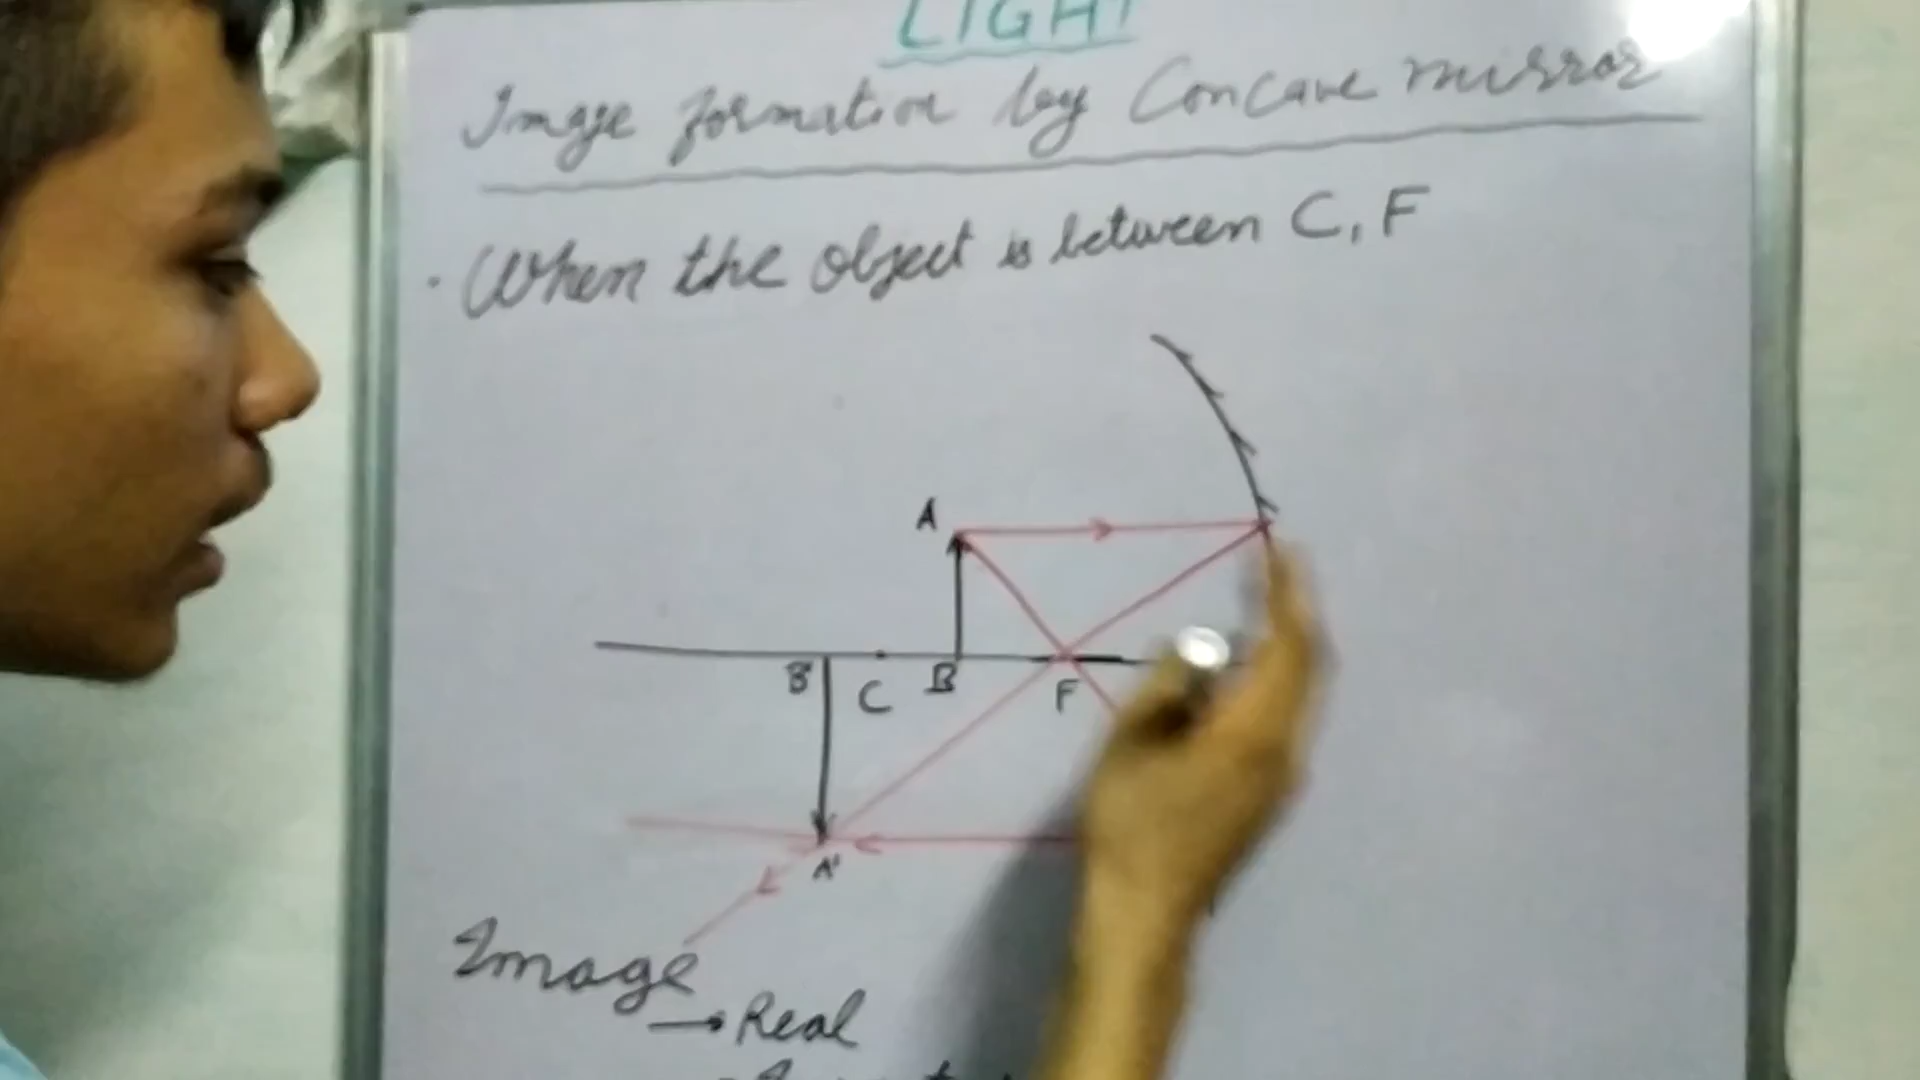 LIGHT
Image formation by Concave mirror
· When the object is between C, F
A
B' C B F
A'
Image
→ Real